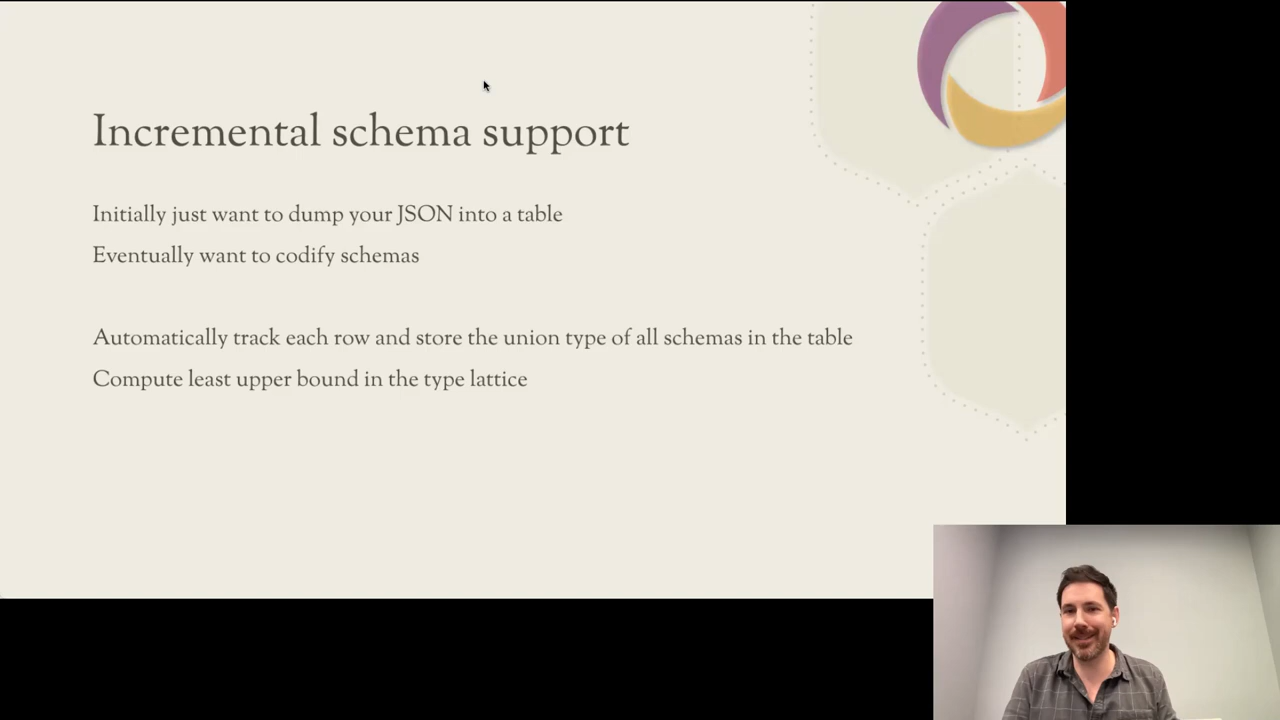 Incremental schema support
Initially just want to dump your JSON into a table
Eventually want to codify schemas
Automatically track each row and store the union type of all schemas in the table
Compute least upper bound in the type lattice